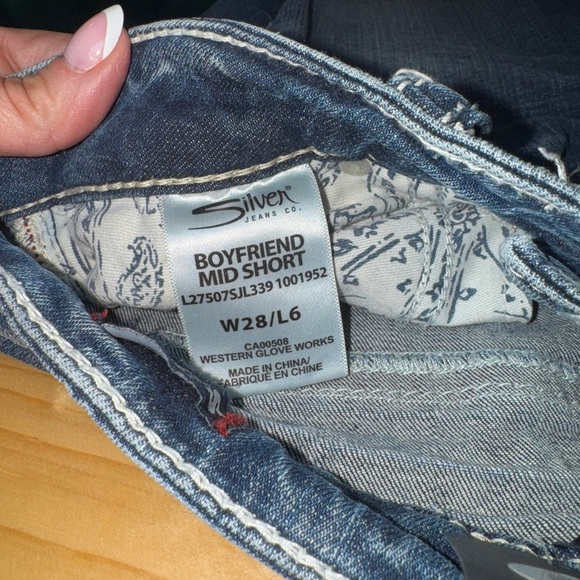 Silver®
JEANS CO.
BOYFRIEND
MID SHORT
L27507SJL339 1001952
W28/L6
CA00508
WESTERN GLOVE WORKS
MADE IN CHINA/
FABRIQUE EN CHINE